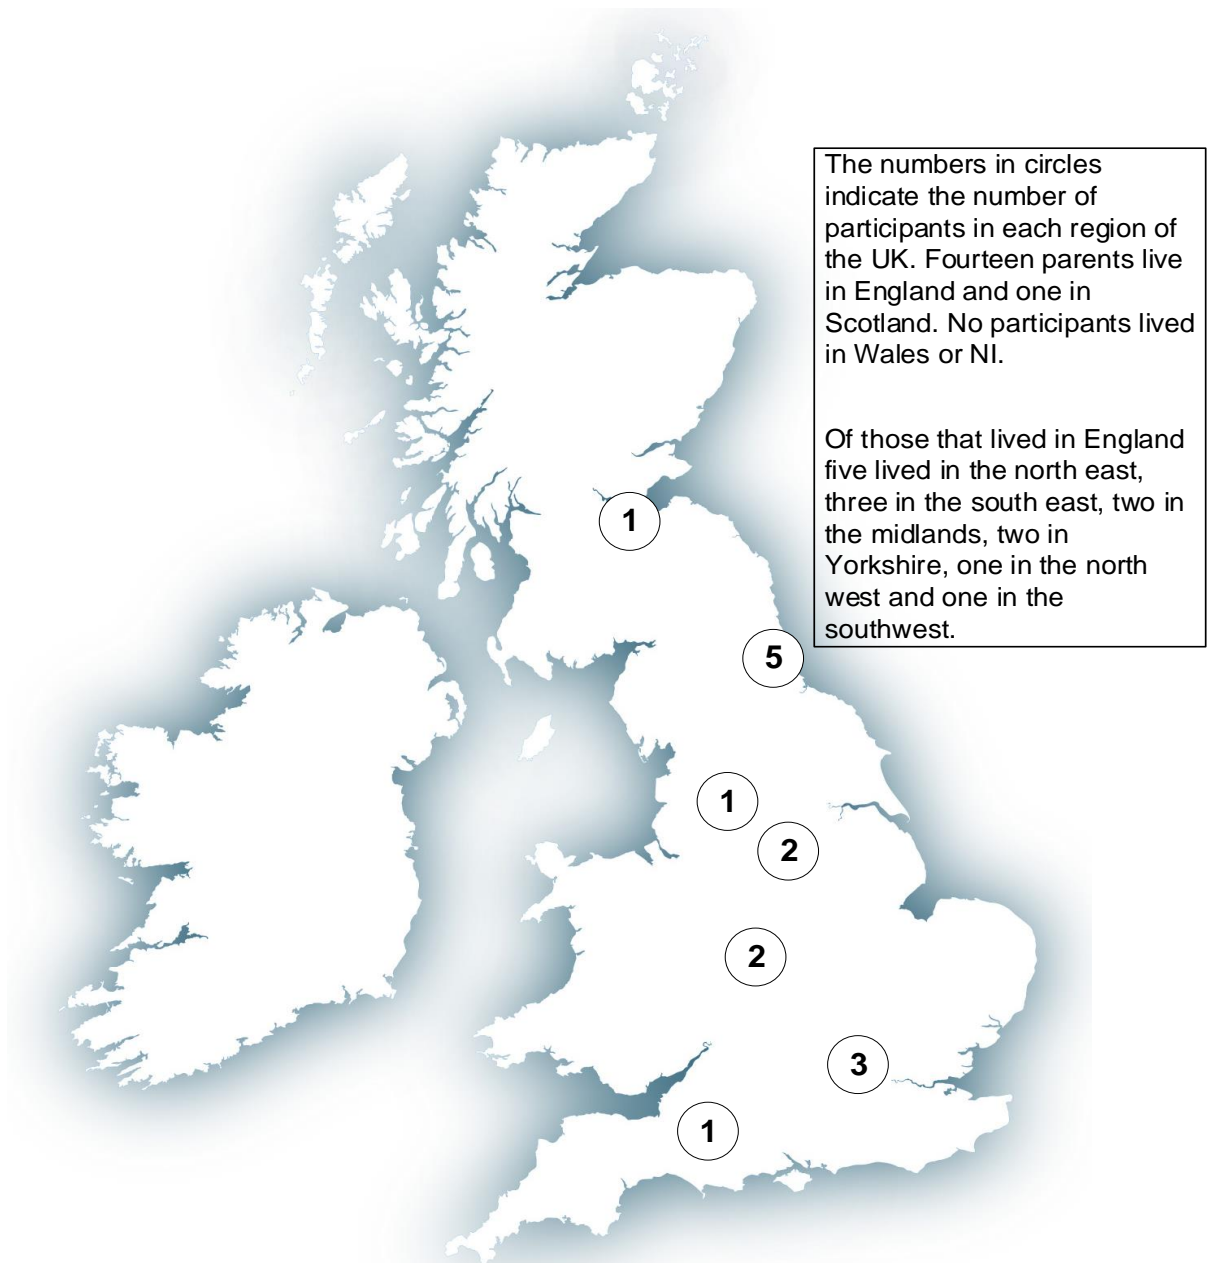 The numbers in circles
indicate the number of
participants in each region of
the UK. Fourteen parents live
in England and one in
Scotland. No participants lived
in Wales or NI.
Of those that lived in England
five lived in the north east,
three in the south east, two in
the midlands, two in
Yorkshire, one in the north
west and one in the
southwest.
1
5
1
2
2
3
1